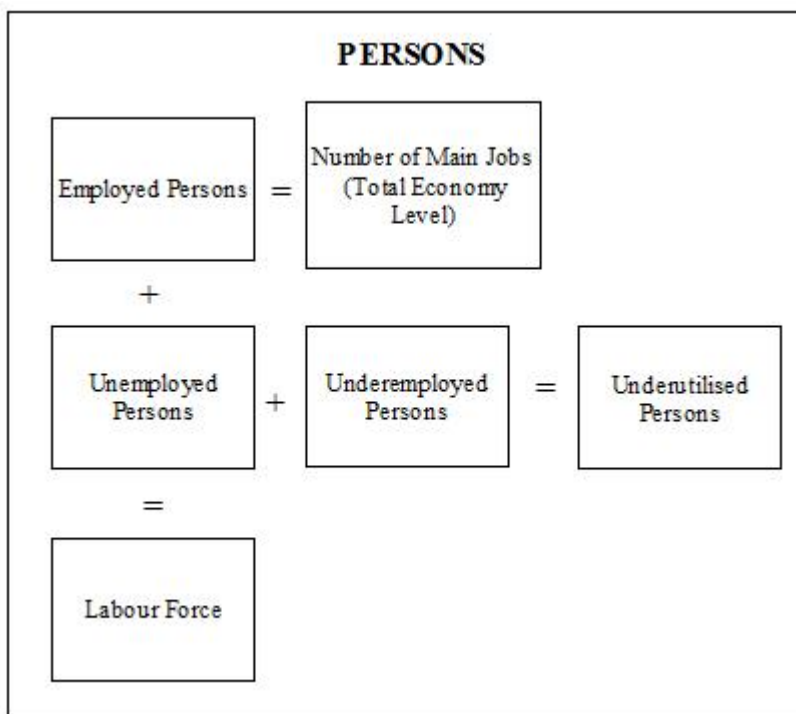 PERSONS
Employed Persons
=
Number of Main Jobs
(Total Economy
Level)
+
Unemployed
Persons
+
Underemployed
Persons
=
Underutilised
Persons
=
Labour Force